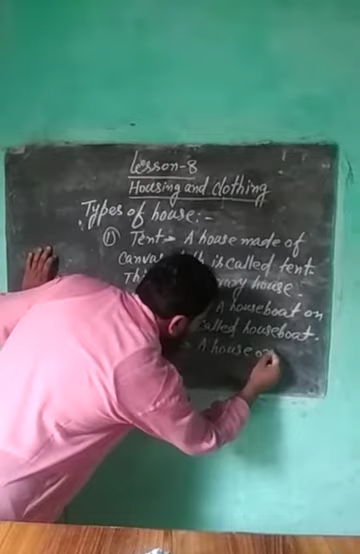 Lesson-8
Housing and clothing
Types of house:-
① Tent- A house made of
canvas is called tent.
Thi house.
A houseboat on
called houseboat.
- A house o